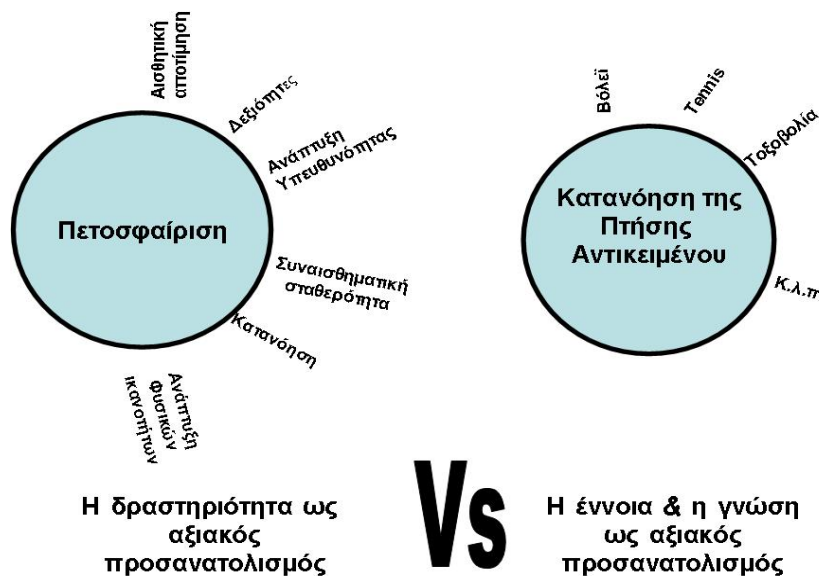 Αισθητική
αποτίμηση
Δεξιότητες
Ανάπτυξη
Υπευθυνότητας
Πετοσφαίριση
Συναισθηματική
σταθερότητα
Κατανόηση
Ανάπτυξη
Φυσικών
ικανοτήτων
Βόλεϊ
Tennis
Τοξοβολία
Κατανόηση της
Πτήσης
Αντικειμένου
Κ.λ.π
Η δραστηριότητα ως
αξιακός
προσανατολισμός
Vs
Η έννοια & η γνώση
ως αξιακός
προσανατολισμός